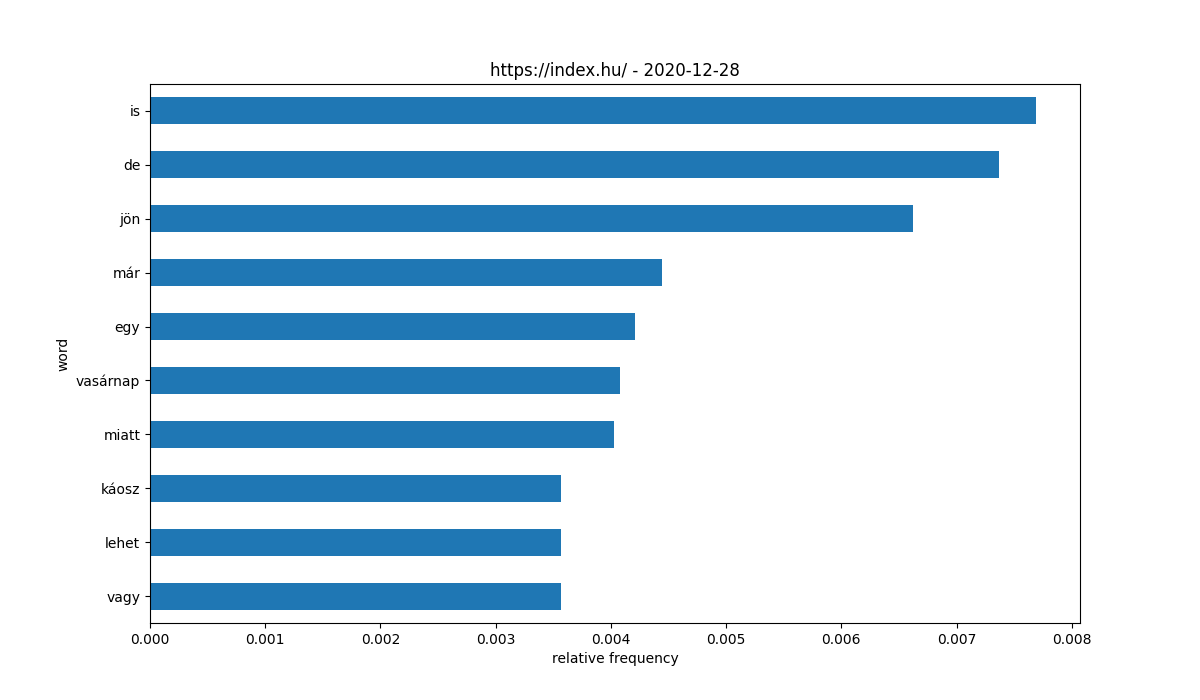 https://index.hu/ - 2020-12-28
is
de
jön
már
egy
vasárnap
miatt
káosz
lehet
vagy
word
0.000 0.001 0.002 0.003 0.004 0.005 0.006 0.007 0.008
relative frequency